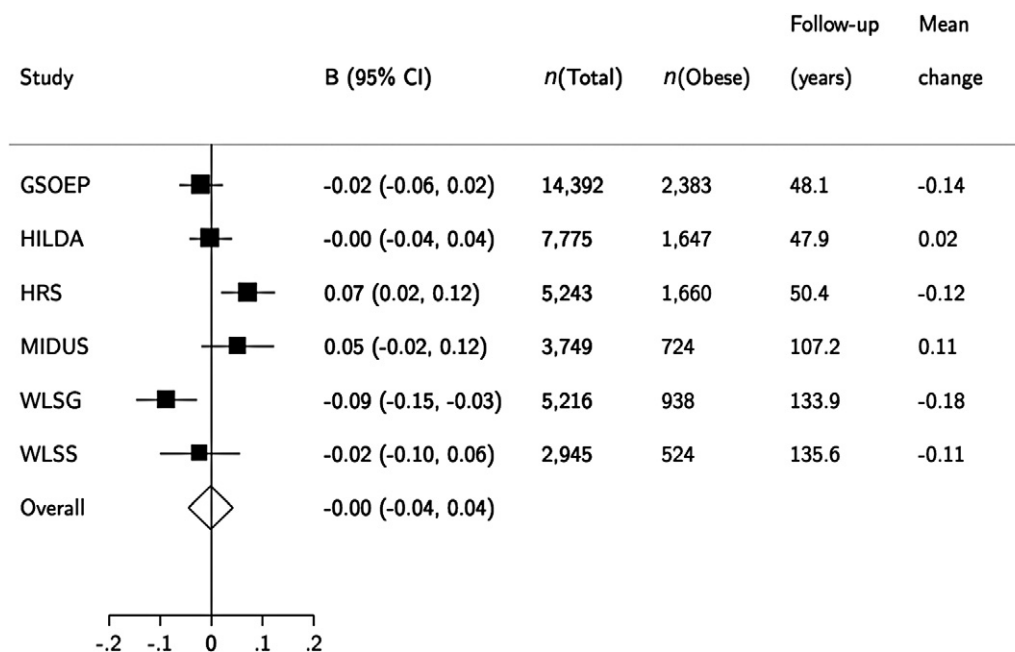 Follow-up Mean
Study B (95% CI) n(Total) n(Obese) (years) change
GSOEP -0.02 (-0.06, 0.02) 14,392 2,383 48.1 -0.14
HILDA -0.00 (-0.04, 0.04) 7,775 1,647 47.9 0.02
HRS 0.07 (0.02, 0.12) 5,243 1,660 50.4 -0.12
MIDUS 0.05 (-0.02, 0.12) 3,749 724 107.2 0.11
WLSG -0.09 (-0.15, -0.03) 5,216 938 133.9 -0.18
WLSS -0.02 (-0.10, 0.06) 2,945 524 135.6 -0.11
Overall -0.00 (-0.04, 0.04)
-.2 -.1 0 .1 .2